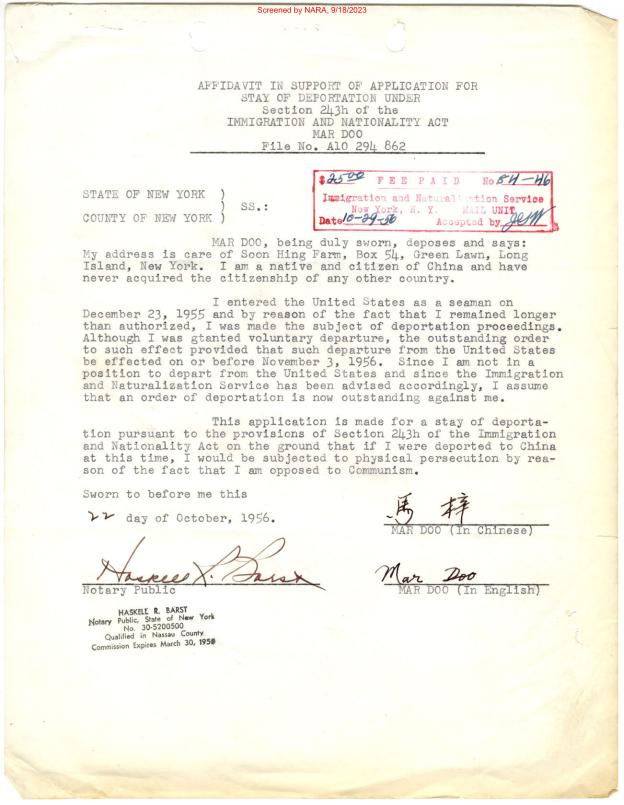 Screened by NARA, 9/18/2023
AFFIDAVIT IN SUPPORT OF APPLICATION FOR
STAY OF DEPORTATION UNDER
Section 243h of the
IMMIGRATION AND NATIONALITY ACT
MAR DOO
File No. A10 294 862
$25.00 FEE PAID No 54-46
Immigration and Naturalization Service
New York, N. Y. MAIL UNIT
Date 10-29-56 Accepted by
STATE OF NEW YORK )
) SS.:
COUNTY OF NEW YORK )
MAR DOO, being duly sworn, deposes and says:
My address is care of Soon Hing Farm, Box 54, Green Lawn, Long
Island, New York. I am a native and citizen of China and have
never acquired the citizenship of any other country.
I entered the United States as a seaman on
December 23, 1955 and by reason of the fact that I remained longer
than authorized, I was made the subject of deportation proceedings.
Although I was gtanted voluntary departure, the outstanding order
to such effect provided that such departure from the United States
be effected on or before November 3, 1956. Since I am not in a
position to depart from the United States and since the Immigration
and Naturalization Service has been advised accordingly, I assume
that an order of deportation is now outstanding against me.
This application is made for a stay of deporta-
tion pursuant to the provisions of Section 243h of the Immigration
and Nationality Act on the ground that if I were deported to China
at this time, I would be subjected to physical persecution by rea-
son of the fact that I am opposed to Communism.
Sworn to before me this
22 day of October, 1956.
馬 梓
MAR DOO (In Chinese)
Haskell R. Barst
Notary Public
Mar Doo
MAR DOO (In English)
HASKELL R. BARST
Notary Public, State of New York
No. 30-5200500
Qualified in Nassau County
Commission Expires March 30, 1958